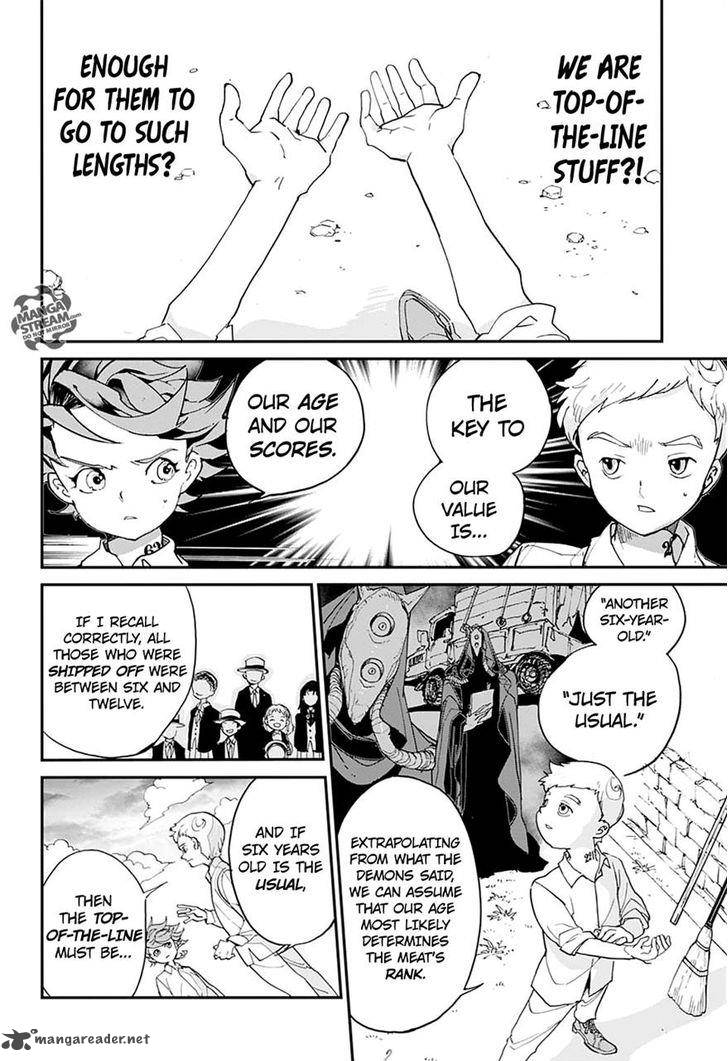 WE ARE
TOP-OF-
THE-LINE
STUFF?!
ENOUGH
FOR THEM TO
GO TO SUCH
LENGTHS?
MANGA
STREAM.com
DO NOT MIRROR
THE
KEY TO
OUR
VALUE
IS...
OUR AGE
AND OUR
SCORES.
"ANOTHER
SIX-YEAR-
OLD."
"JUST THE
USUAL."
EXTRAPOLATING
FROM WHAT THE
DEMONS SAID,
WE CAN ASSUME
THAT OUR AGE
MOST LIKELY
DETERMINES
THE MEAT'S
RANK.
IF I RECALL
CORRECTLY, ALL
THOSE WHO WERE
SHIPPED OFF WERE
BETWEEN SIX AND
TWELVE.
AND IF
SIX YEARS
OLD IS THE
USUAL,
THEN
THE TOP-
OF-THE-LINE
MUST BE...
mangareader.net